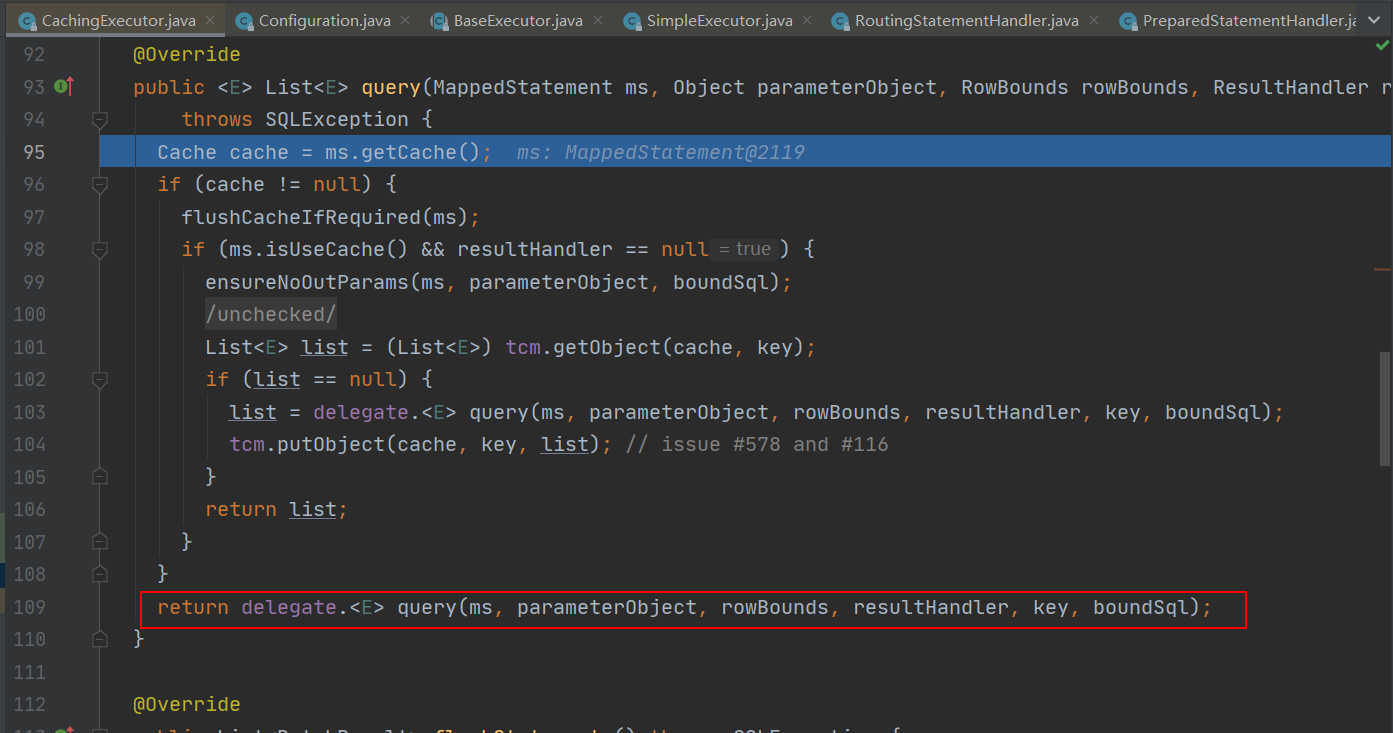 CachingExecutor.java × Configuration.java × BaseExecutor.java × SimpleExecutor.java × RoutingStatementHandler.java × PreparedStatementHandler.ja
92 @Override
93 public <E> List<E> query(MappedStatement ms, Object parameterObject, RowBounds rowBounds, ResultHandler r
94 throws SQLException {
95 Cache cache = ms.getCache(); ms: MappedStatement@2119
96 if (cache != null) {
97 flushCacheIfRequired(ms);
98 if (ms.isUseCache() && resultHandler == null = true ) {
99 ensureNoOutParams(ms, parameterObject, boundSql);
100 /unchecked/
101 List<E> list = (List<E>) tcm.getObject(cache, key);
102 if (list == null) {
103 list = delegate.<E> query(ms, parameterObject, rowBounds, resultHandler, key, boundSql);
104 tcm.putObject(cache, key, list); // issue #578 and #116
105 }
106 return list;
107 }
108 }
109 return delegate.<E> query(ms, parameterObject, rowBounds, resultHandler, key, boundSql);
110 }
111
112 @Override